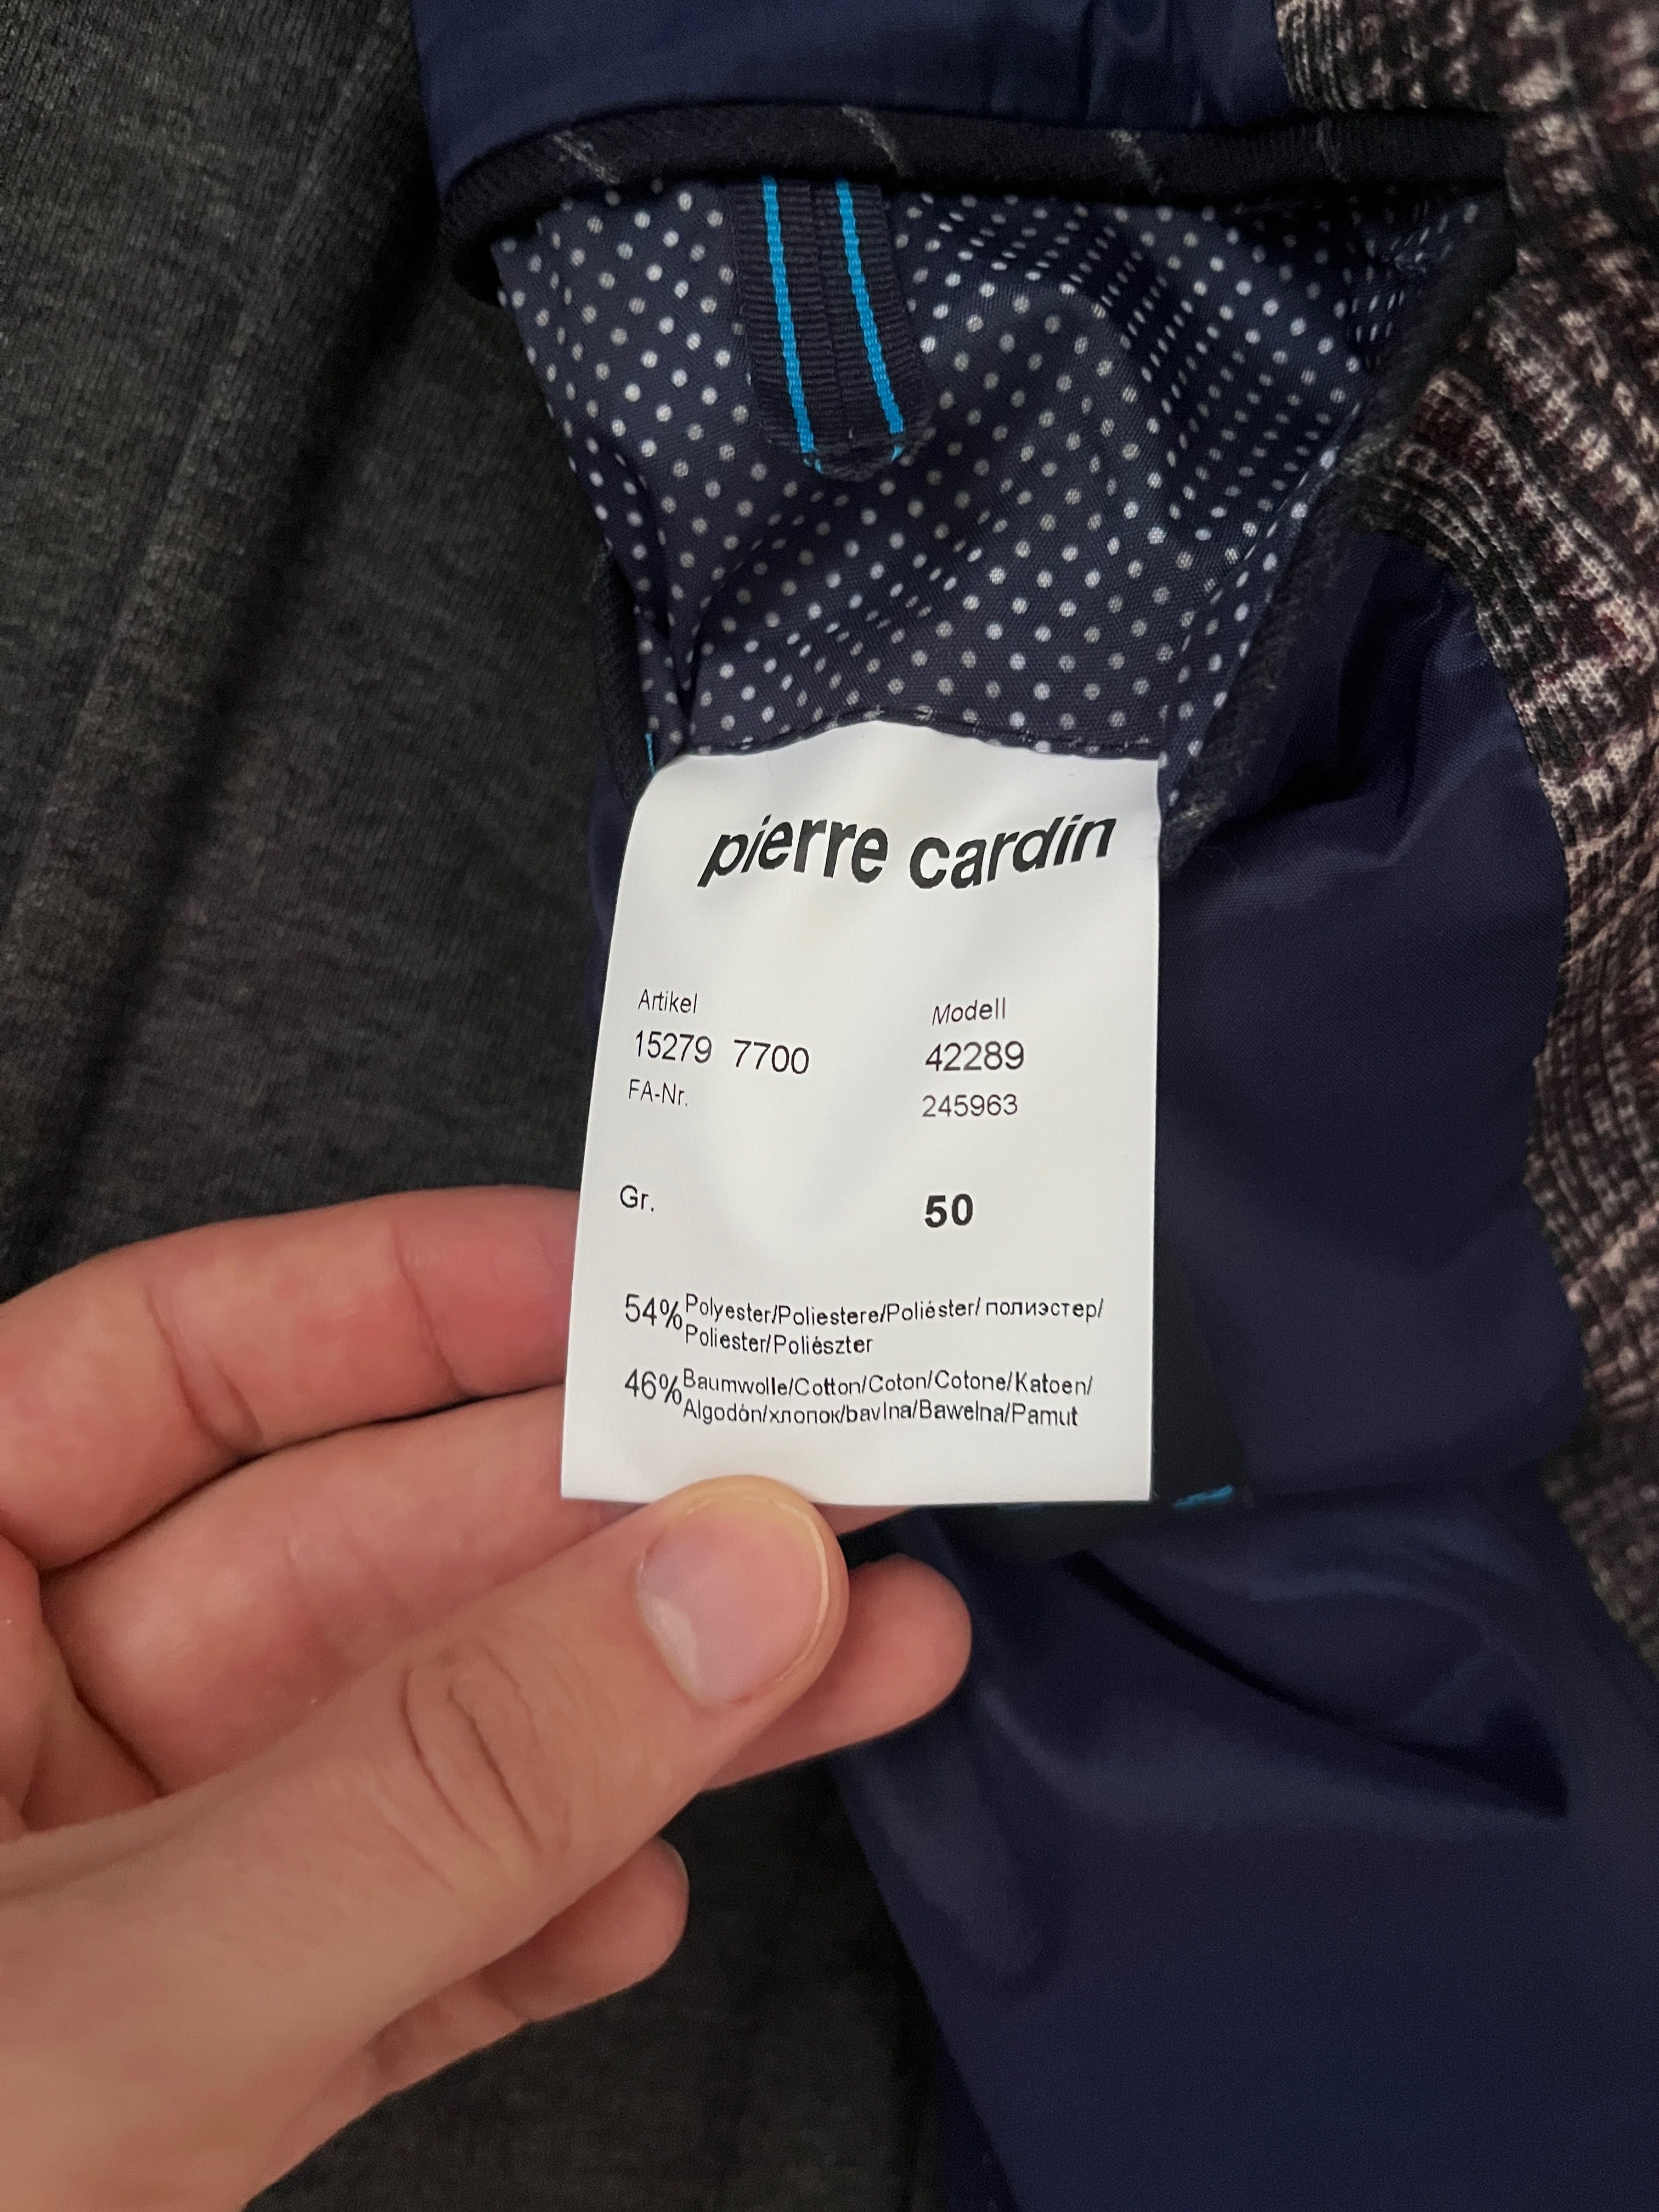 pierre cardin
Artikel Modell
15279 7700 42289
FA-Nr. 245963
Gr. 50
54% Polyester/Poliestere/Poliéster/полиэстер/
Poliester/Poliészter
46% Baumwolle/Cotton/Coton/Cotone/Katoen/
Algodón/хлопок/bavlna/Bawelna/Pamut